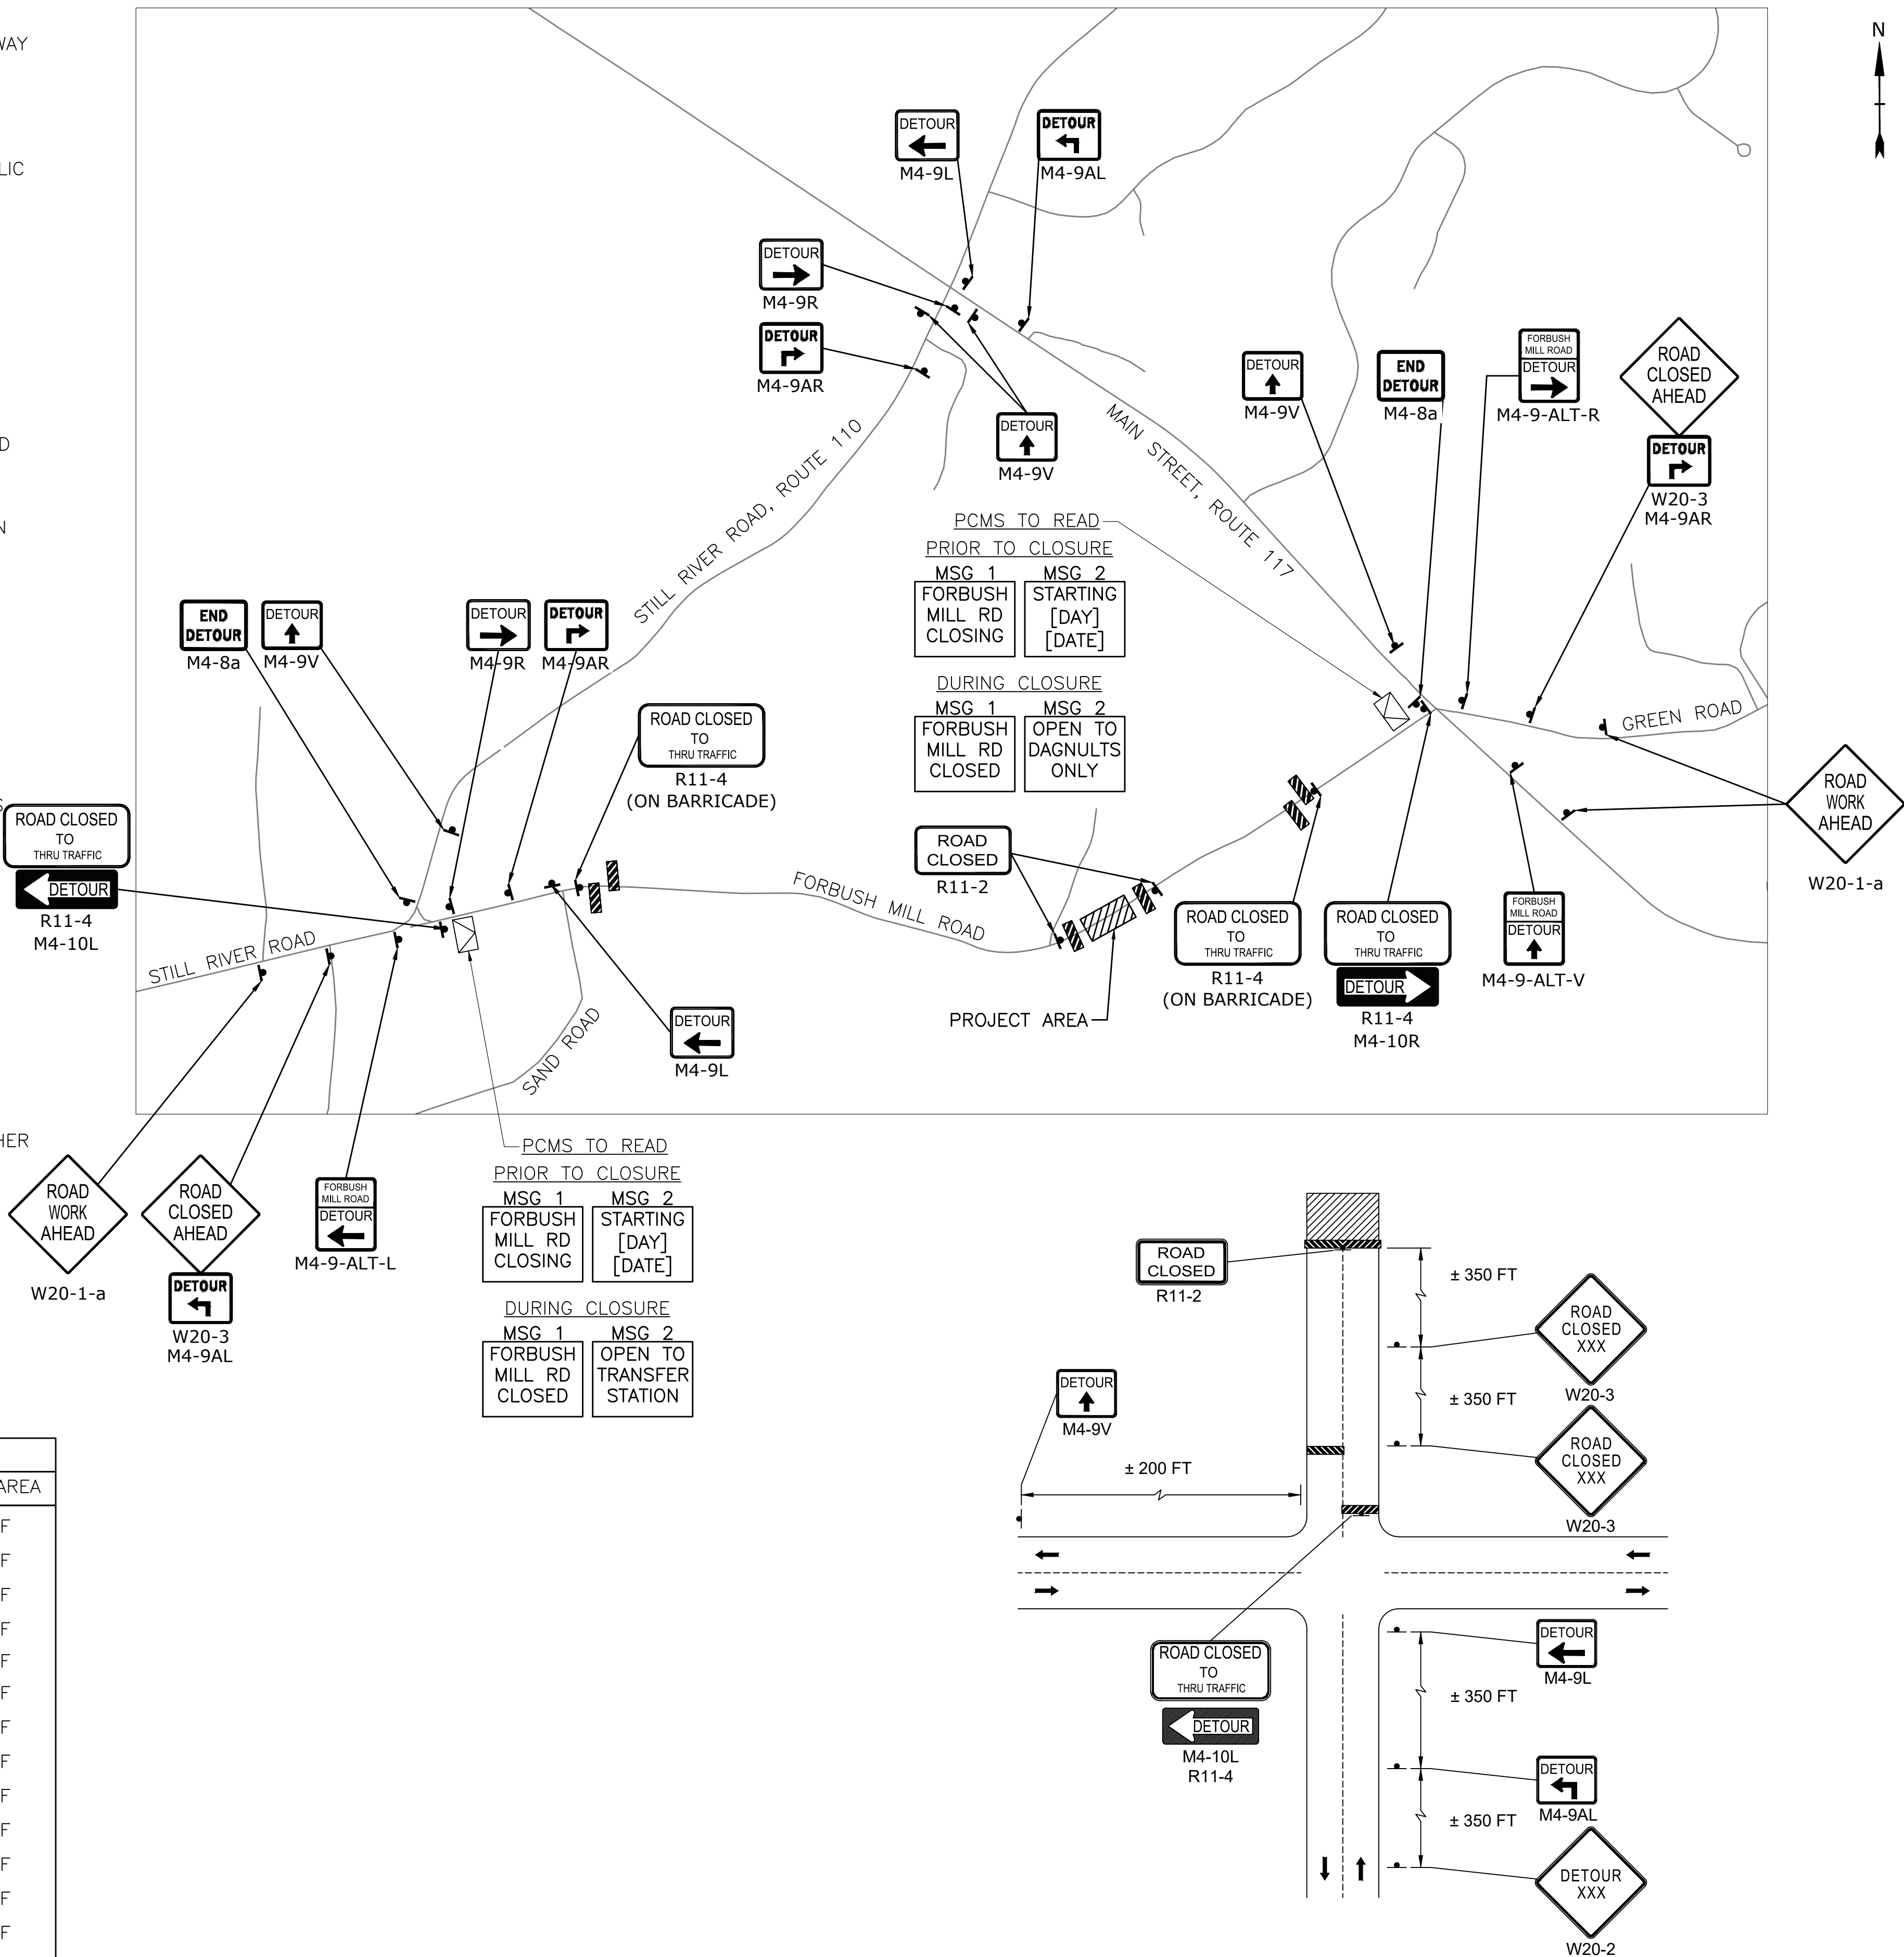 WAY
LIC
D
N
S
HER
AREA
F
F
F
F
F
F
F
F
F
F
F
F
F
N
DETOUR
M4-9L
DETOUR
M4-9AL
DETOUR
M4-9R
DETOUR
M4-9AR
DETOUR
M4-9V
STILL RIVER ROAD, ROUTE 110
MAIN STREET, ROUTE 117
DETOUR
M4-9V
END
DETOUR
M4-8a
FORBUSH
MILL ROAD
DETOUR
M4-9-ALT-R
ROAD
CLOSED
AHEAD
DETOUR
W20-3
M4-9AR
PCMS TO READ
PRIOR TO CLOSURE
MSG 1
FORBUSH
MILL RD
CLOSING
MSG 2
STARTING
[DAY]
[DATE]
DURING CLOSURE
MSG 1
FORBUSH
MILL RD
CLOSED
MSG 2
OPEN TO
DAGNULTS
ONLY
END
DETOUR
M4-8a
DETOUR
M4-9V
DETOUR
M4-9R
DETOUR
M4-9AR
ROAD CLOSED
TO
THRU TRAFFIC
R11-4
(ON BARRICADE)
GREEN ROAD
ROAD
WORK
AHEAD
W20-1-a
ROAD CLOSED
TO
THRU TRAFFIC
DETOUR
R11-4
M4-10L
ROAD
CLOSED
R11-2
FORBUSH MILL ROAD
STILL RIVER ROAD
SAND ROAD
DETOUR
M4-9L
PROJECT AREA
ROAD CLOSED
TO
THRU TRAFFIC
R11-4
(ON BARRICADE)
ROAD CLOSED
TO
THRU TRAFFIC
DETOUR
R11-4
M4-10R
FORBUSH
MILL ROAD
DETOUR
M4-9-ALT-V
ROAD
WORK
AHEAD
W20-1-a
ROAD
CLOSED
AHEAD
DETOUR
W20-3
M4-9AL
FORBUSH
MILL ROAD
DETOUR
M4-9-ALT-L
PCMS TO READ
PRIOR TO CLOSURE
MSG 1
FORBUSH
MILL RD
CLOSING
MSG 2
STARTING
[DAY]
[DATE]
DURING CLOSURE
MSG 1
FORBUSH
MILL RD
CLOSED
MSG 2
OPEN TO
TRANSFER
STATION
ROAD
CLOSED
R11-2
± 350 FT
ROAD
CLOSED
XXX
W20-3
± 350 FT
ROAD
CLOSED
XXX
W20-3
DETOUR
M4-9V
± 200 FT
ROAD CLOSED
TO
THRU TRAFFIC
DETOUR
M4-10L
R11-4
DETOUR
M4-9L
± 350 FT
DETOUR
M4-9AL
± 350 FT
DETOUR
XXX
W20-2